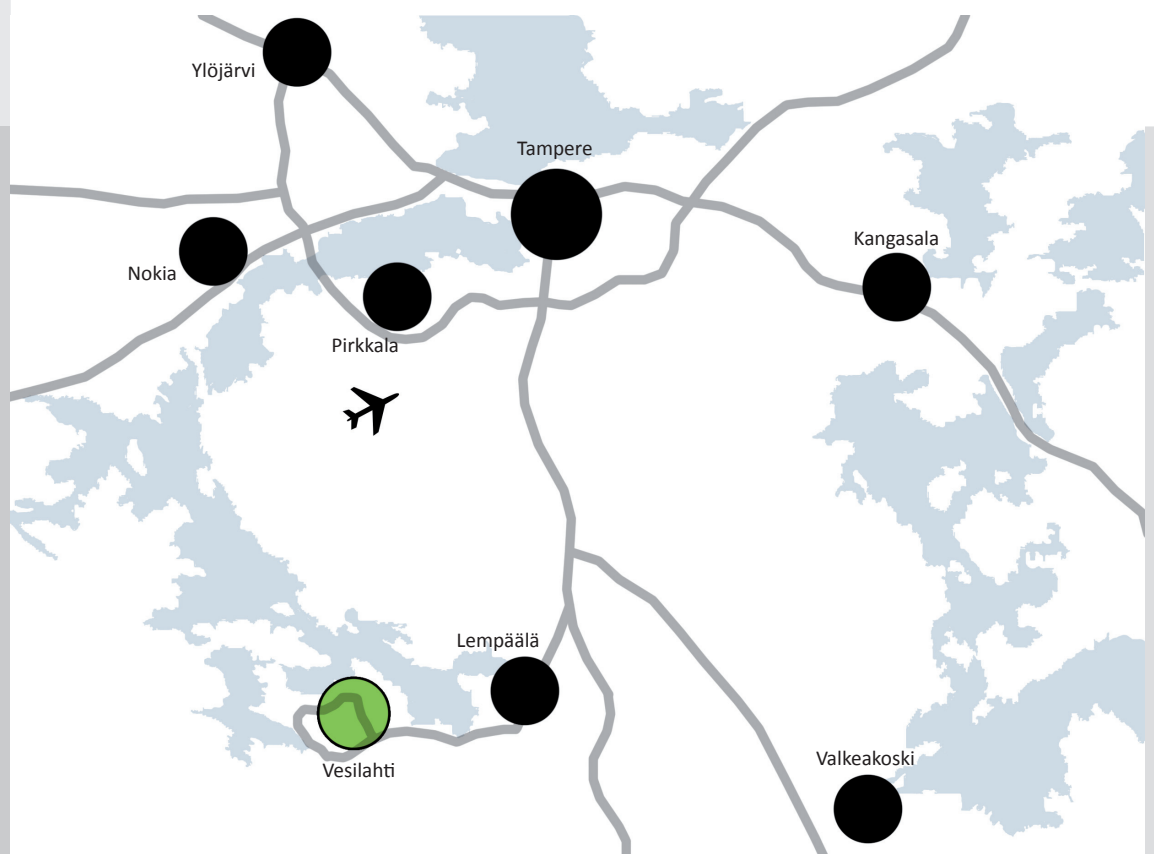 Ylöjärvi
Tampere
Kangasala
Nokia
Pirkkala
Lempäälä
Vesilahti
Valkeakoski